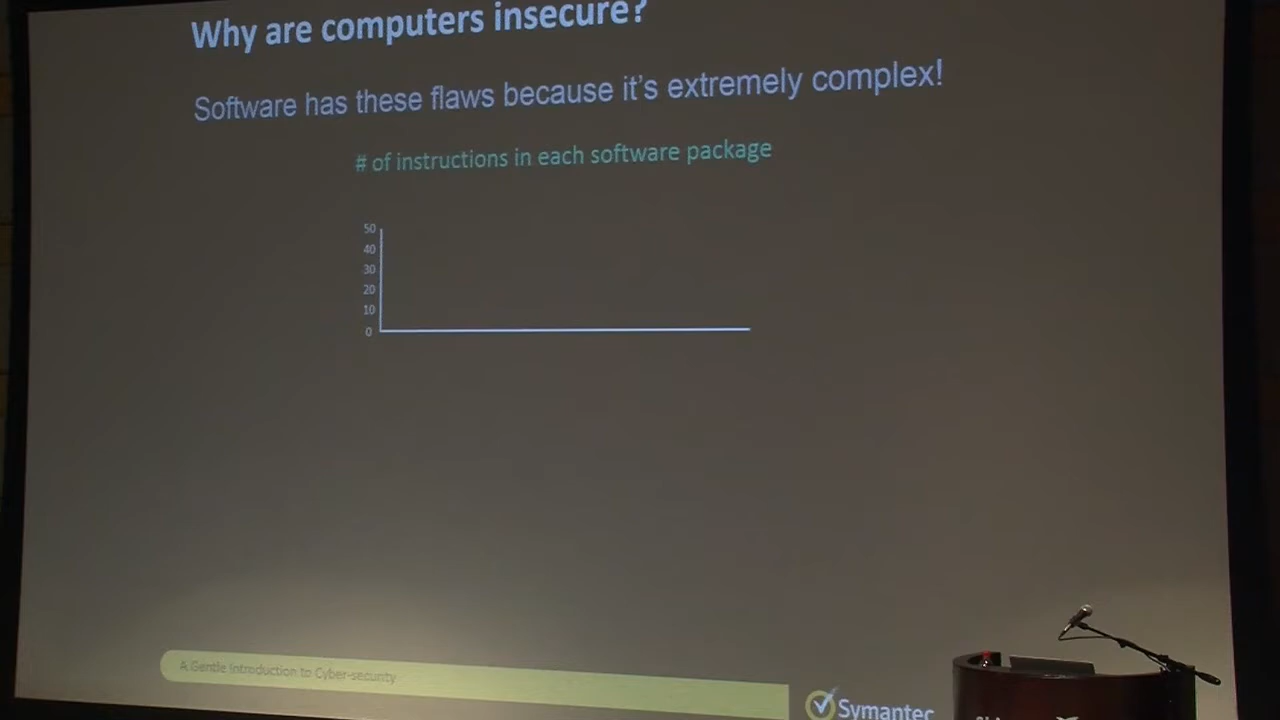 Why are computers insecure?
Software has these flaws because it's extremely complex!
# of instructions in each software package
50
40
30
20
10
0
A Gentle Introduction to Cyber-security
Symantec